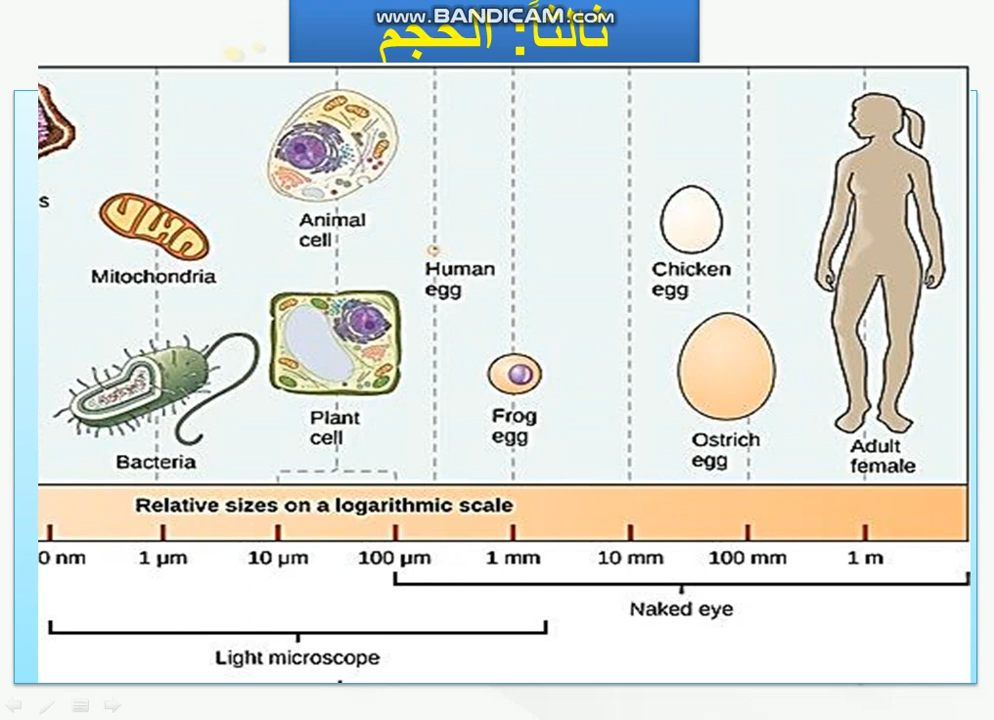 www.BANDICAM.com
ثالثاً: الحجم
s
Animal
cell
Mitochondria
Human
egg
Chicken
egg
Plant
cell
Frog
egg
Bacteria
Ostrich
egg
Adult
female
Relative sizes on a logarithmic scale
0 nm 1 µm 10 µm 100 µm 1 mm 10 mm 100 mm 1 m
Naked eye
Light microscope